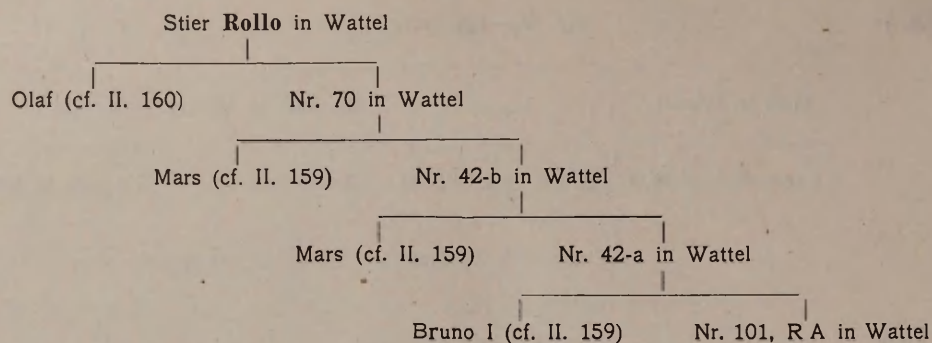 Stier Rollo in Wattel
Olaf (cf. II. 160) Nr. 70 in Wattel
Mars (cf. II. 159) Nr. 42-b in Wattel
Mars (cf. II. 159) Nr. 42-a in Wattel
Bruno I (cf. II. 159) Nr. 101, R A in Wattel